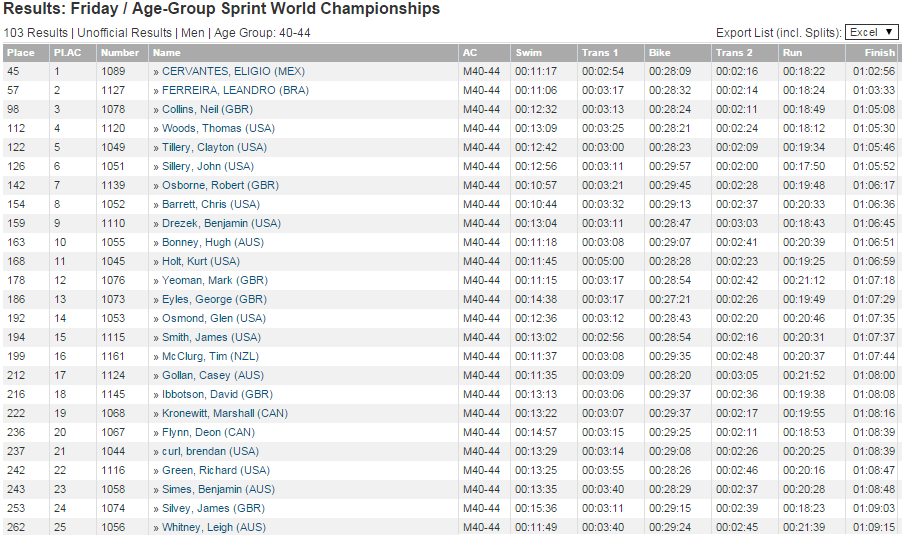 Results: Friday / Age-Group Sprint World Championships
103 Results | Unofficial Results | Men | Age Group: 40-44 Export List (incl. Splits): Excel ▼
Place Pl.AC Number Name AC Swim Trans 1 Bike Trans 2 Run Finish
45 1 1089 » CERVANTES, ELIGIO (MEX) M40-44 00:11:17 00:02:54 00:28:09 00:02:16 00:18:22 01:02:56
57 2 1127 » FERREIRA, LEANDRO (BRA) M40-44 00:11:06 00:03:17 00:28:32 00:02:14 00:18:24 01:03:33
98 3 1078 » Collins, Neil (GBR) M40-44 00:12:32 00:03:13 00:28:24 00:02:11 00:18:49 01:05:08
112 4 1120 » Woods, Thomas (USA) M40-44 00:13:09 00:03:25 00:28:21 00:02:24 00:18:12 01:05:30
122 5 1049 » Tillery, Clayton (USA) M40-44 00:12:42 00:03:00 00:28:23 00:02:09 00:19:34 01:05:46
126 6 1051 » Sillery, John (USA) M40-44 00:12:56 00:03:11 00:29:57 00:02:00 00:17:50 01:05:52
142 7 1139 » Osborne, Robert (GBR) M40-44 00:10:57 00:03:21 00:29:45 00:02:28 00:19:48 01:06:17
154 8 1052 » Barrett, Chris (USA) M40-44 00:10:44 00:03:32 00:29:13 00:02:37 00:20:33 01:06:36
159 9 1110 » Drezek, Benjamin (USA) M40-44 00:13:04 00:03:11 00:28:47 00:03:03 00:18:43 01:06:45
163 10 1055 » Bonney, Hugh (AUS) M40-44 00:11:18 00:03:08 00:29:07 00:02:41 00:20:39 01:06:51
168 11 1045 » Holt, Kurt (USA) M40-44 00:11:45 00:05:00 00:28:28 00:02:23 00:19:25 01:06:59
178 12 1076 » Yeoman, Mark (GBR) M40-44 00:11:15 00:03:17 00:28:54 00:02:42 00:21:12 01:07:18
186 13 1073 » Eyles, George (GBR) M40-44 00:14:38 00:03:17 00:27:21 00:02:26 00:19:49 01:07:29
192 14 1053 » Osmond, Glen (USA) M40-44 00:12:36 00:03:12 00:28:43 00:02:20 00:20:46 01:07:35
194 15 1115 » Smith, James (USA) M40-44 00:13:02 00:02:56 00:28:54 00:02:16 00:20:31 01:07:37
199 16 1161 » McClurg, Tim (NZL) M40-44 00:11:37 00:03:08 00:29:35 00:02:48 00:20:37 01:07:44
212 17 1124 » Gollan, Casey (AUS) M40-44 00:11:35 00:03:09 00:28:20 00:03:05 00:21:52 01:08:00
216 18 1145 » Ibbotson, David (GBR) M40-44 00:13:13 00:03:06 00:29:37 00:02:36 00:19:38 01:08:08
222 19 1068 » Kronewitt, Marshall (CAN) M40-44 00:13:22 00:03:07 00:29:37 00:02:17 00:19:55 01:08:16
236 20 1067 » Flynn, Deon (CAN) M40-44 00:14:57 00:03:15 00:29:25 00:02:11 00:18:53 01:08:39
237 21 1044 » curl, brendan (USA) M40-44 00:13:29 00:03:14 00:29:08 00:02:26 00:20:25 01:08:39
242 22 1116 » Green, Richard (USA) M40-44 00:13:25 00:03:55 00:28:26 00:02:46 00:20:16 01:08:47
243 23 1058 » Simes, Benjamin (AUS) M40-44 00:13:35 00:03:40 00:28:29 00:02:37 00:20:28 01:08:48
253 24 1074 » Silvey, James (GBR) M40-44 00:15:36 00:03:11 00:29:15 00:02:39 00:18:23 01:09:03
262 25 1056 » Whitney, Leigh (AUS) M40-44 00:11:49 00:03:40 00:29:24 00:02:45 00:21:39 01:09:15